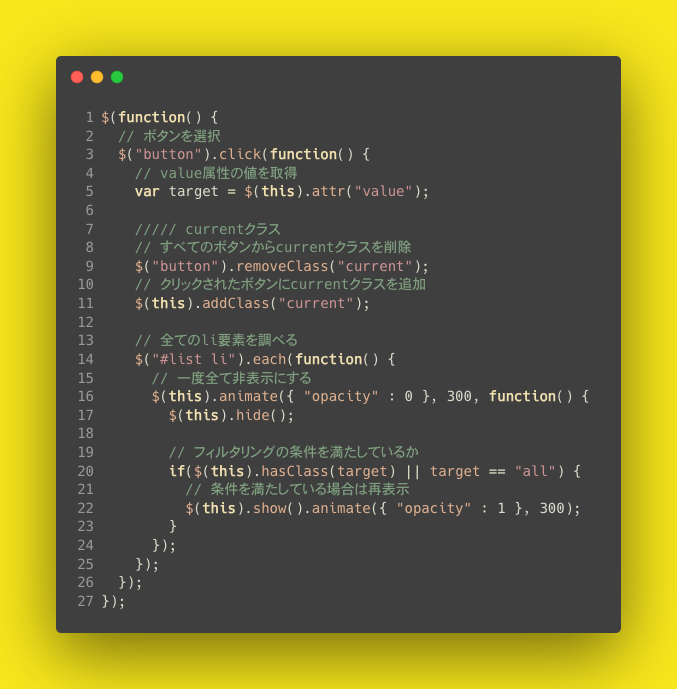 1 $(function() {
2   // ボタンを選択
3   $("button").click(function() {
4     // value属性の値を取得
5     var target = $(this).attr("value");
6
7     ///// currentクラス
8     // すべてのボタンからcurrentクラスを削除
9     $("button").removeClass("current");
10     // クリックされたボタンにcurrentクラスを追加
11     $(this).addClass("current");
12
13     // 全てのli要素を調べる
14     $("#list li").each(function() {
15       // 一度全て非表示にする
16       $(this).animate({ "opacity" : 0 }, 300, function() {
17         $(this).hide();
18
19         // フィルタリングの条件を満たしているか
20         if($(this).hasClass(target) || target == "all") {
21           // 条件を満たしている場合は再表示
22           $(this).show().animate({ "opacity" : 1 }, 300);
23         }
24       });
25     });
26   });
27 });